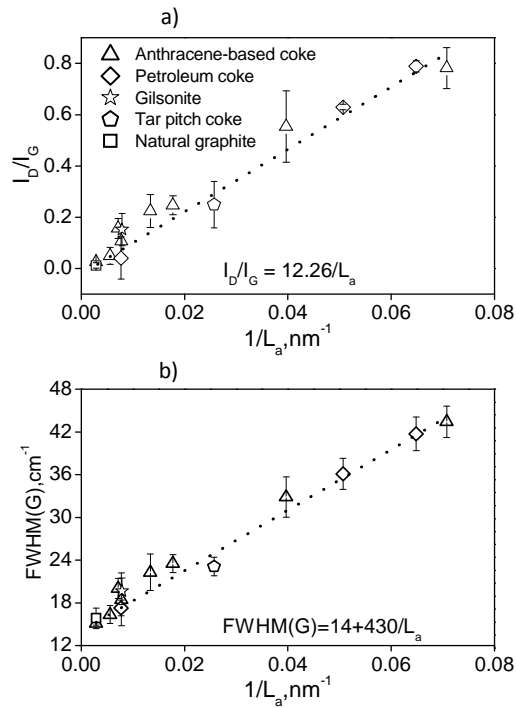 a)
Anthracene-based coke
Petroleum coke
Gilsonite
Tar pitch coke
Natural graphite
I_D/I_G
0.8
0.6
0.4
0.2
0.0
I_D/I_G = 12.26/L_a
0.00 0.02 0.04 0.06 0.08
1/L_a,nm⁻¹
b)
FWHM(G),cm⁻¹
42
36
30
24
18
12
FWHM(G)=14+430/L_a
0.00 0.02 0.04 0.06 0.08
1/L_a,nm⁻¹